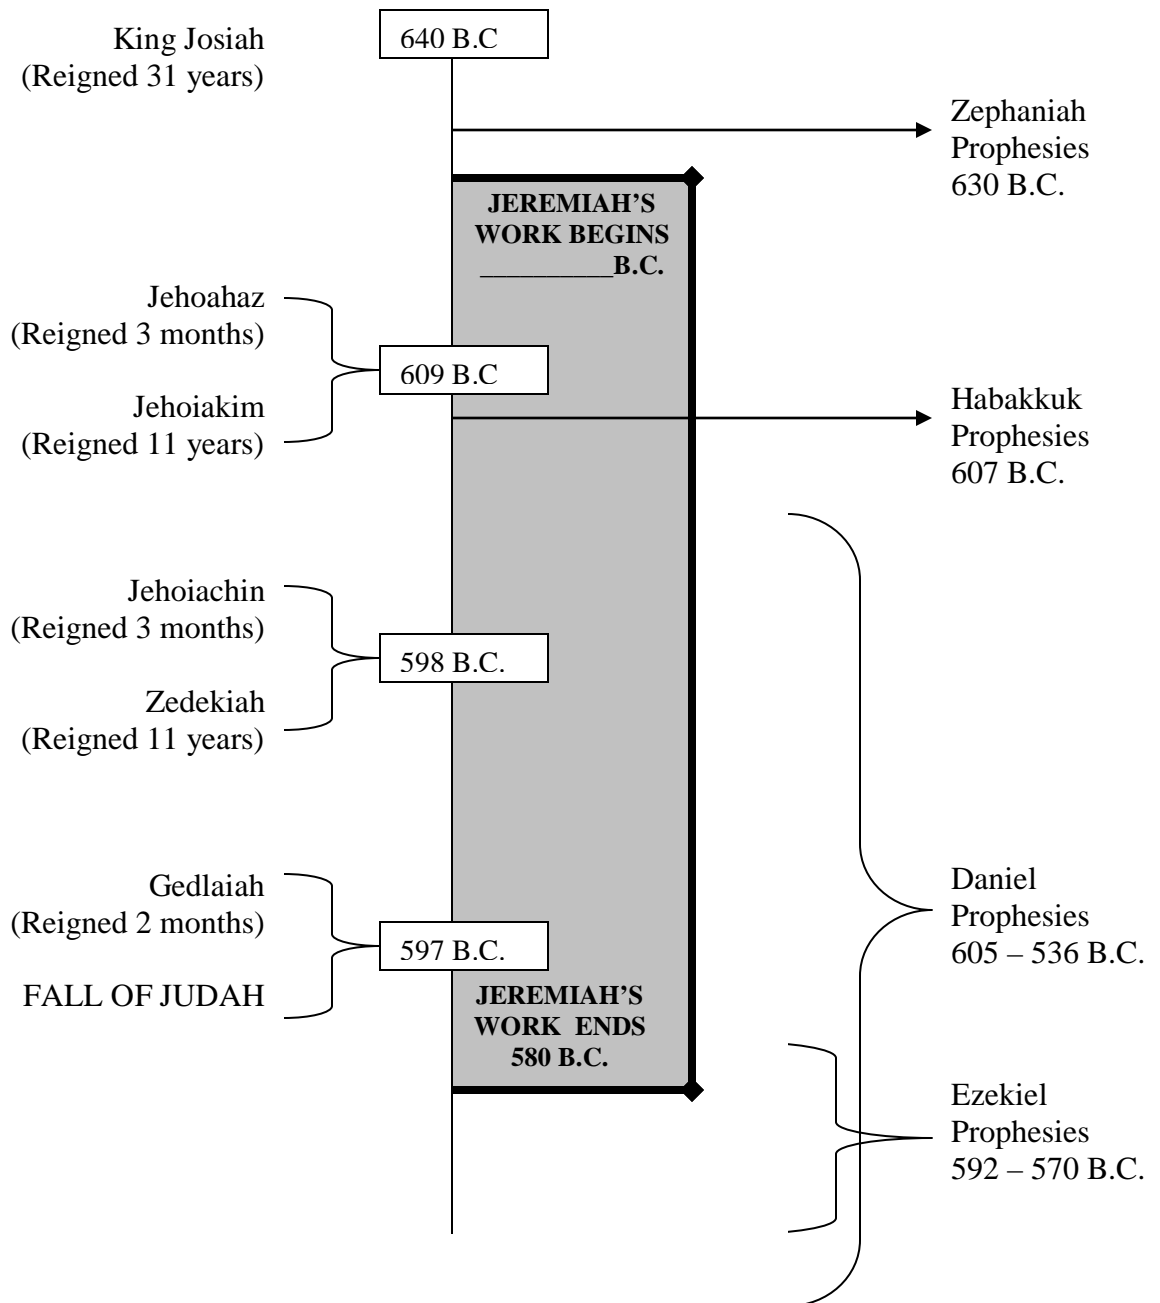 King Josiah
(Reigned 31 years)
640 B.C
Zephaniah
Prophesies
630 B.C.
JEREMIAH’S
WORK BEGINS
__________B.C.
Jehoahaz
(Reigned 3 months)
609 B.C
Jehoiakim
(Reigned 11 years)
Habakkuk
Prophesies
607 B.C.
Jehoiachin
(Reigned 3 months)
598 B.C.
Zedekiah
(Reigned 11 years)
Gedlaiah
(Reigned 2 months)
597 B.C.
FALL OF JUDAH
Daniel
Prophesies
605 – 536 B.C.
JEREMIAH’S
WORK  ENDS
580 B.C.
Ezekiel
Prophesies
592 – 570 B.C.